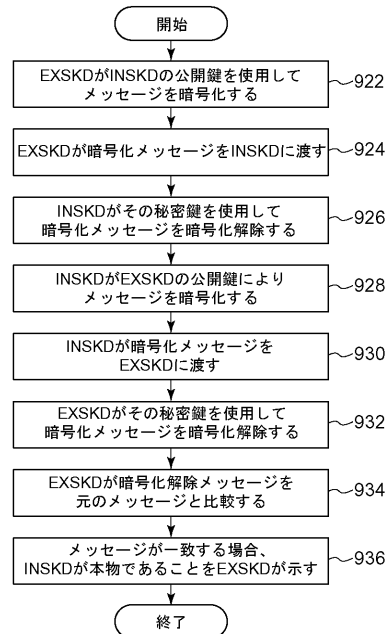 開始
EXSKDがINSKDの公開鍵を使用して
メッセージを暗号化する
922
EXSKDが暗号化メッセージをINSKDに渡す
924
INSKDがその秘密鍵を使用して
暗号化メッセージを暗号化解除する
926
INSKDがEXSKDの公開鍵により
メッセージを暗号化する
928
INSKDが暗号化メッセージを
EXSKDに渡す
930
EXSKDがその秘密鍵を使用して
暗号化メッセージを暗号化解除する
932
EXSKDが暗号化解除メッセージを
元のメッセージと比較する
934
メッセージが一致する場合、
INSKDが本物であることをEXSKDが示す
936
終了